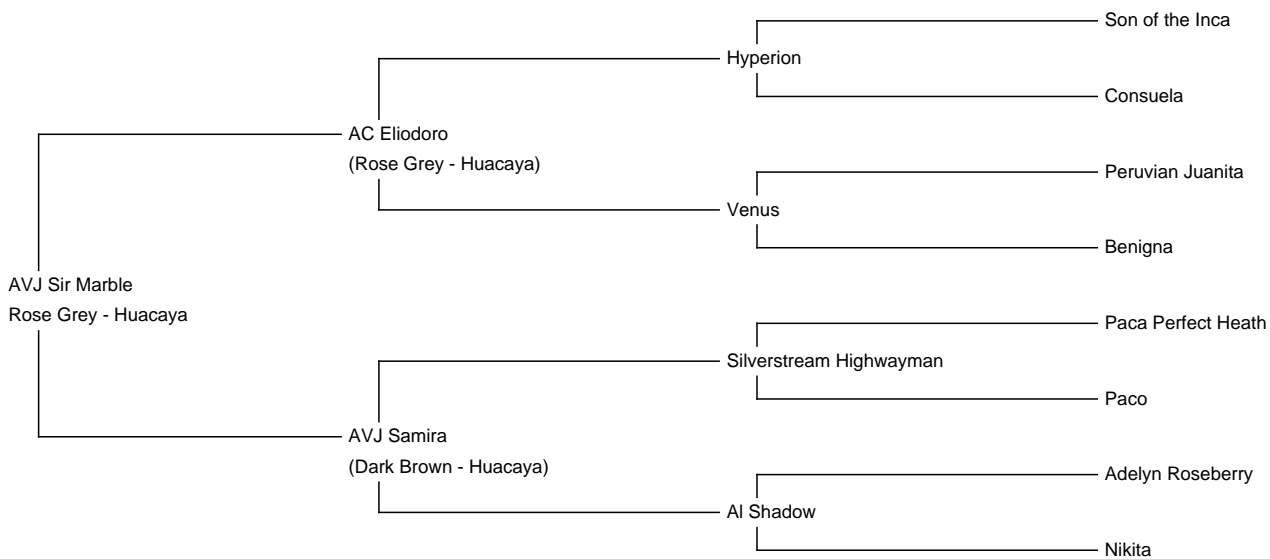 Son of the Inca
Hyperion
Consuela
AC Eliodoro
(Rose Grey - Huacaya)
Peruvian Juanita
Venus
Benigna
AVJ Sir Marble
Rose Grey - Huacaya
Paca Perfect Heath
Silverstream Highwayman
Paco
AVJ Samira
(Dark Brown - Huacaya)
Adelyn Roseberry
Al Shadow
Nikita